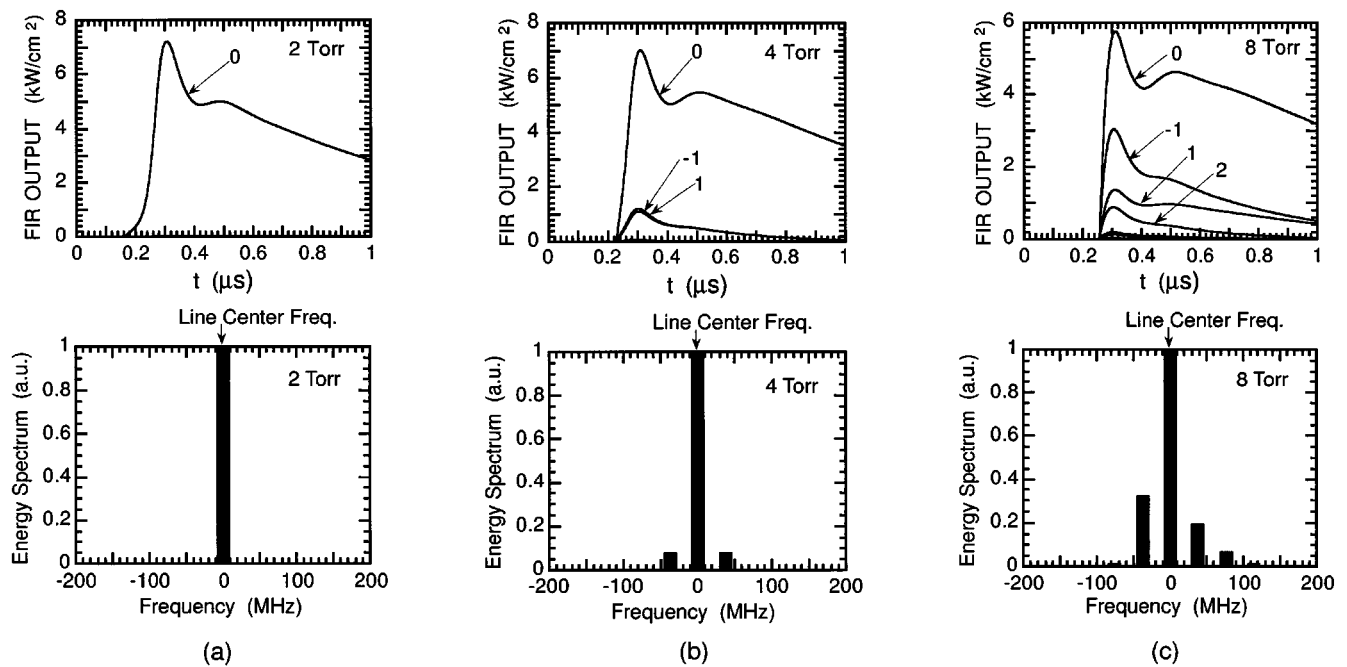 8
6
4
2
0
FIR OUTPUT (kW/cm 2)
2 Torr
0
0 0.2 0.4 0.6 0.8 1
t (μs)
8
6
4
2
0
FIR OUTPUT (kW/cm 2)
4 Torr
0
-1
1
0 0.2 0.4 0.6 0.8 1
t (μs)
6
4
2
0
FIR OUTPUT (kW/cm 2)
8 Torr
0
-1
1
2
0 0.2 0.4 0.6 0.8 1
t (μs)
Line Center Freq.
1
0.8
0.6
0.4
0.2
0
Energy Spectrum (a.u.)
2 Torr
-200 -100 0 100 200
Frequency (MHz)
(a)
Line Center Freq.
1
0.8
0.6
0.4
0.2
0
Energy Spectrum (a.u.)
4 Torr
-200 -100 0 100 200
Frequency (MHz)
(b)
Line Center Freq.
1
0.8
0.6
0.4
0.2
0
Energy Spectrum (a.u.)
8 Torr
-200 -100 0 100 200
Frequency (MHz)
(c)